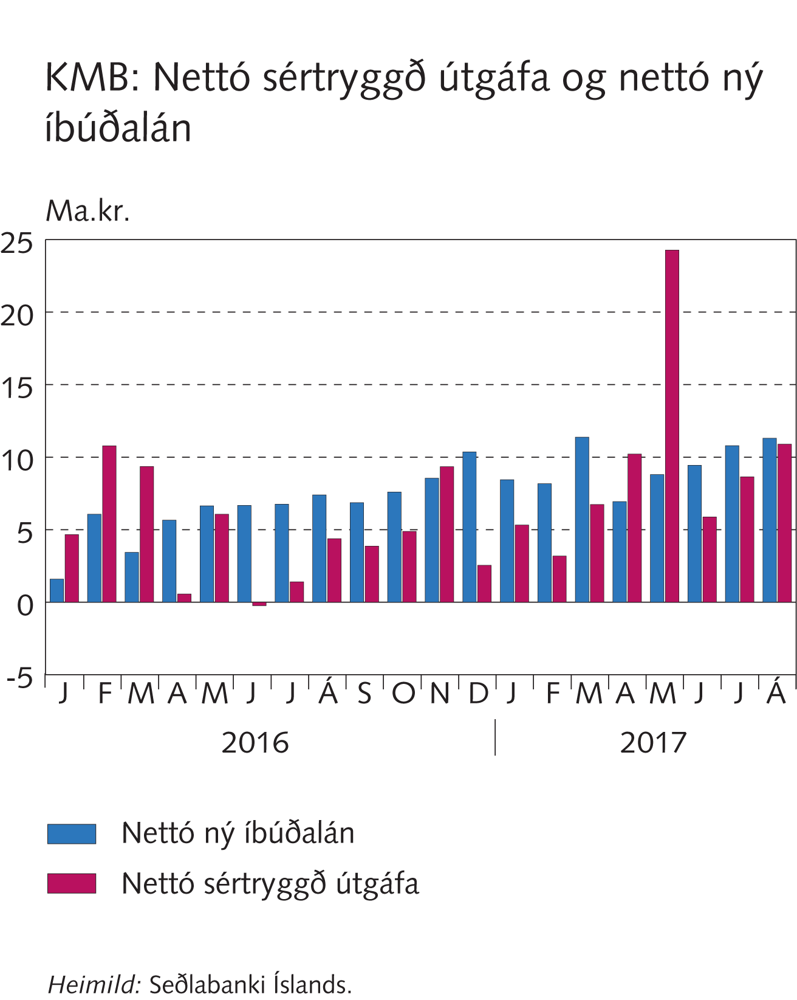 KMB: Nettó sértryggð útgáfa og nettó ný
íbúðalán
Ma.kr.
25
20
15
10
5
0
-5
J F M A M J J Á S O N D J F M A M J J Á
2016 2017
Nettó ný íbúðalán
Nettó sértryggð útgáfa
Heimild: Seðlabanki Íslands.